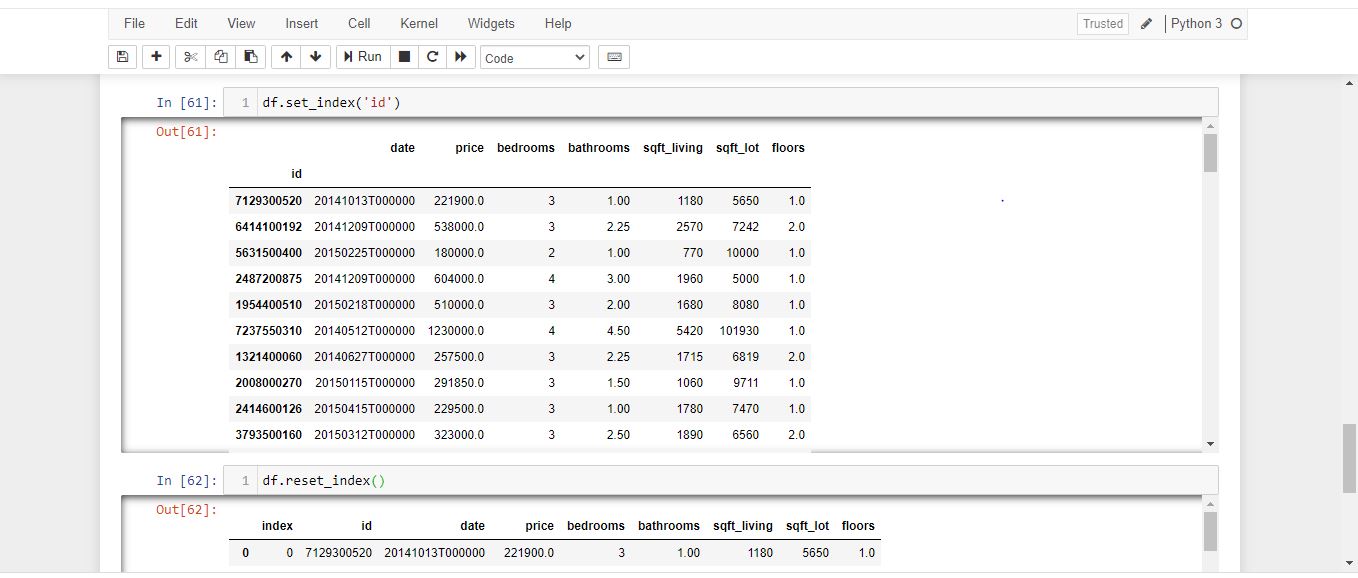 File Edit View Insert Cell Kernel Widgets Help Trusted Python 3
Run Code
In [61]: 1 df.set_index('id')
Out[61]:
date price bedrooms bathrooms sqft_living sqft_lot floors
id
7129300520 20141013T000000 221900.0 3 1.00 1180 5650 1.0
6414100192 20141209T000000 538000.0 3 2.25 2570 7242 2.0
5631500400 20150225T000000 180000.0 2 1.00 770 10000 1.0
2487200875 20141209T000000 604000.0 4 3.00 1960 5000 1.0
1954400510 20150218T000000 510000.0 3 2.00 1680 8080 1.0
7237550310 20140512T000000 1230000.0 4 4.50 5420 101930 1.0
1321400060 20140627T000000 257500.0 3 2.25 1715 6819 2.0
2008000270 20150115T000000 291850.0 3 1.50 1060 9711 1.0
2414600126 20150415T000000 229500.0 3 1.00 1780 7470 1.0
3793500160 20150312T000000 323000.0 3 2.50 1890 6560 2.0
In [62]: 1 df.reset_index()
Out[62]:
index id date price bedrooms bathrooms sqft_living sqft_lot floors
0 0 7129300520 20141013T000000 221900.0 3 1.00 1180 5650 1.0